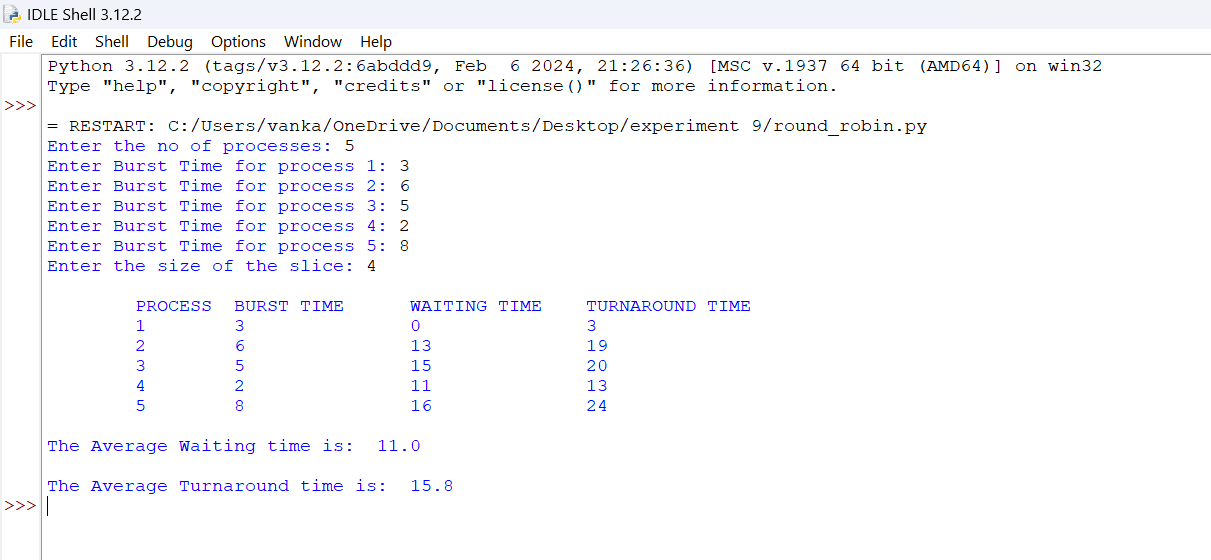 IDLE Shell 3.12.2
File Edit Shell Debug Options Window Help
Python 3.12.2 (tags/v3.12.2:6abddd9, Feb  6 2024, 21:26:36) [MSC v.1937 64 bit (AMD64)] on win32
Type "help", "copyright", "credits" or "license()" for more information.
>>>
= RESTART: C:/Users/vanka/OneDrive/Documents/Desktop/experiment 9/round_robin.py
Enter the no of processes: 5
Enter Burst Time for process 1: 3
Enter Burst Time for process 2: 6
Enter Burst Time for process 3: 5
Enter Burst Time for process 4: 2
Enter Burst Time for process 5: 8
Enter the size of the slice: 4
PROCESS BURST TIME WAITING TIME TURNAROUND TIME
1 3 0 3
2 6 13 19
3 5 15 20
4 2 11 13
5 8 16 24
The Average Waiting time is:  11.0
The Average Turnaround time is:  15.8
>>>